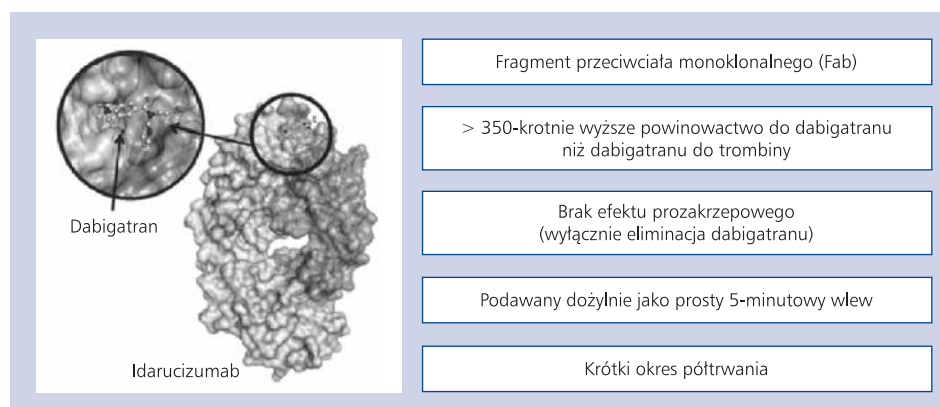 Dabigatran
Idarucizumab
Fragment przeciwciała monoklonalnego (Fab)
> 350-krotnie wyższe powinowactwo do dabigatranu
niż dabigatranu do trombiny
Brak efektu prozakrzepowego
(wyłącznie eliminacja dabigatranu)
Podawany dożylnie jako prosty 5-minutowy wlew
Krótki okres półtrwania